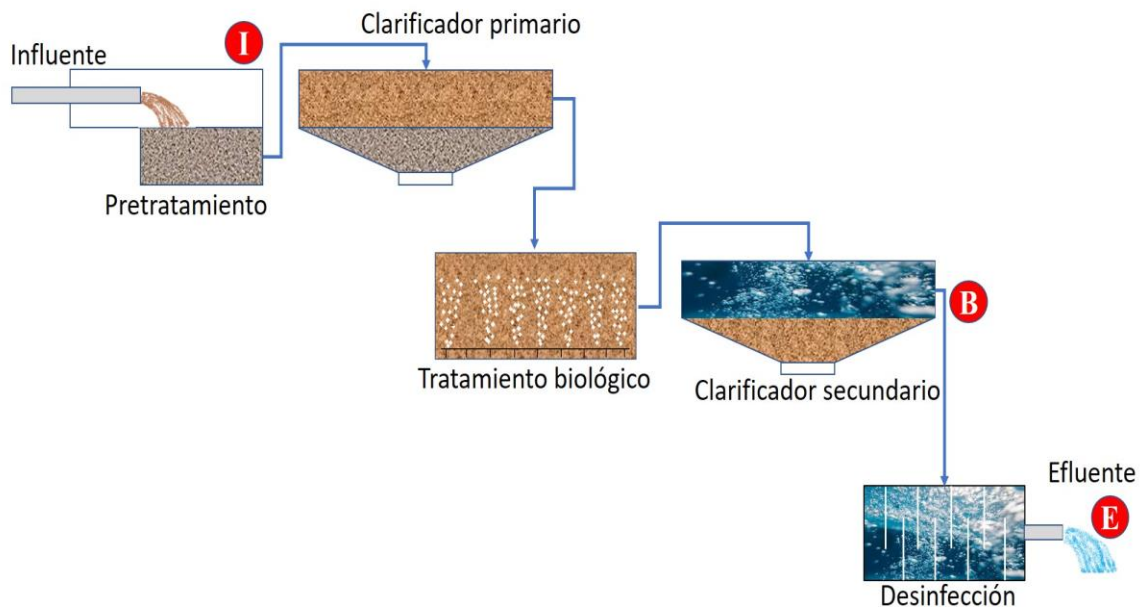 Clarificador primario
I
Influente
Pretratamiento
Tratamiento biológico
B
Clarificador secundario
Efluente
E
Desinfección